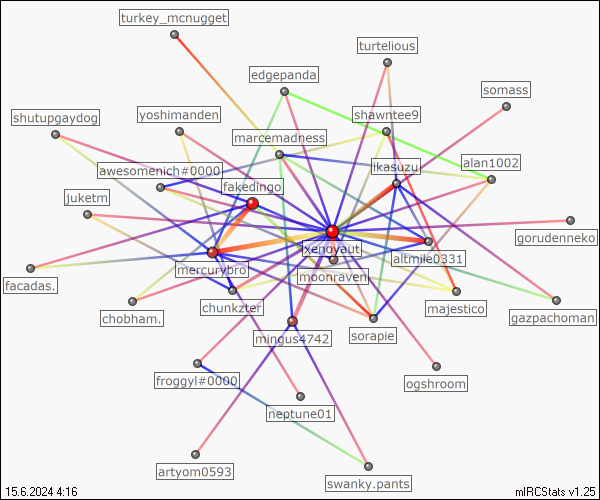 turkey_mcnugget
turtelious
edgepanda
somass
shutupgaydog
yoshimanden
shawntee9
marcemadness
awesomenich#0000
ikasuzu
alan1002
fakedingo
juketm
gorudenneko
xenoyaut
mercurybro
altmile0331
moonraven
facadas.
chunkzter
majestico
gazpachoman
chobham.
mingus4742
sorapie
froggyl#0000
ogshroom
neptune01
artyom0593
swanky.pants
15.6.2024 4:16
mIRCStats v1.25